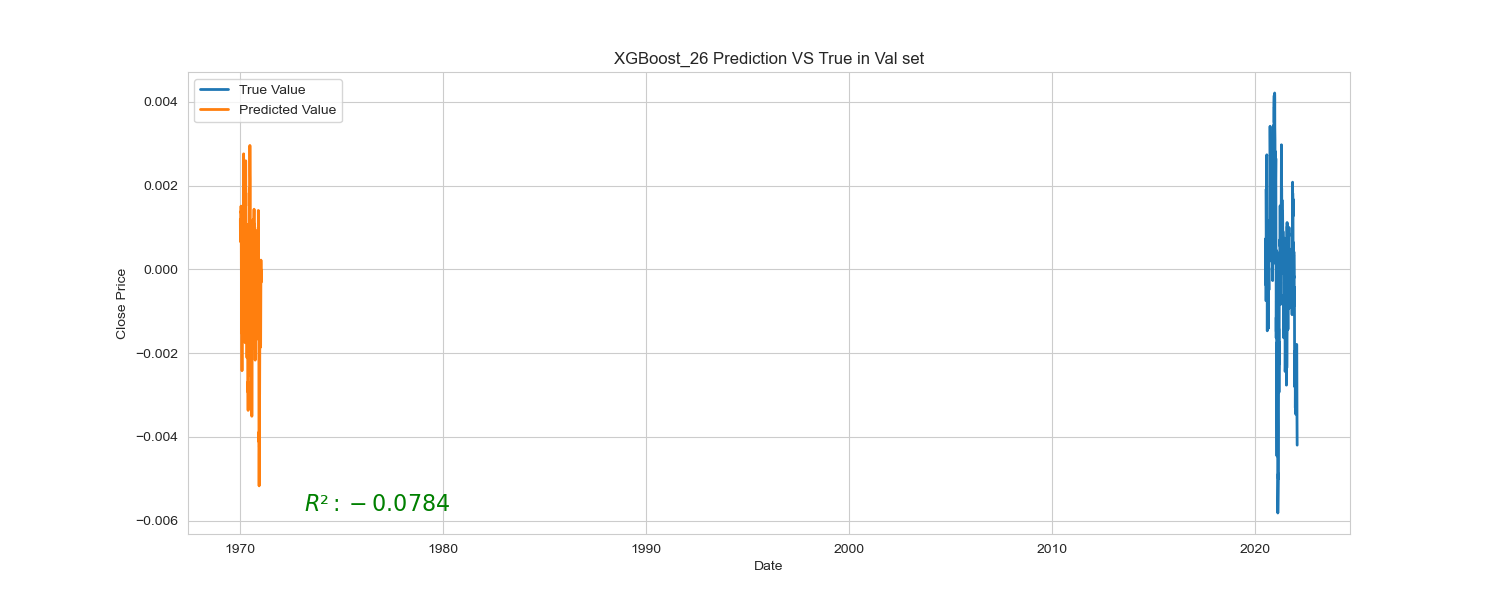 XGBoost_26 Prediction VS True in Val set
True Value
Predicted Value
0.004
0.002
0.000
−0.002
−0.004
−0.006
Close Price
R² : − 0.0784
1970 1980 1990 2000 2010 2020
Date